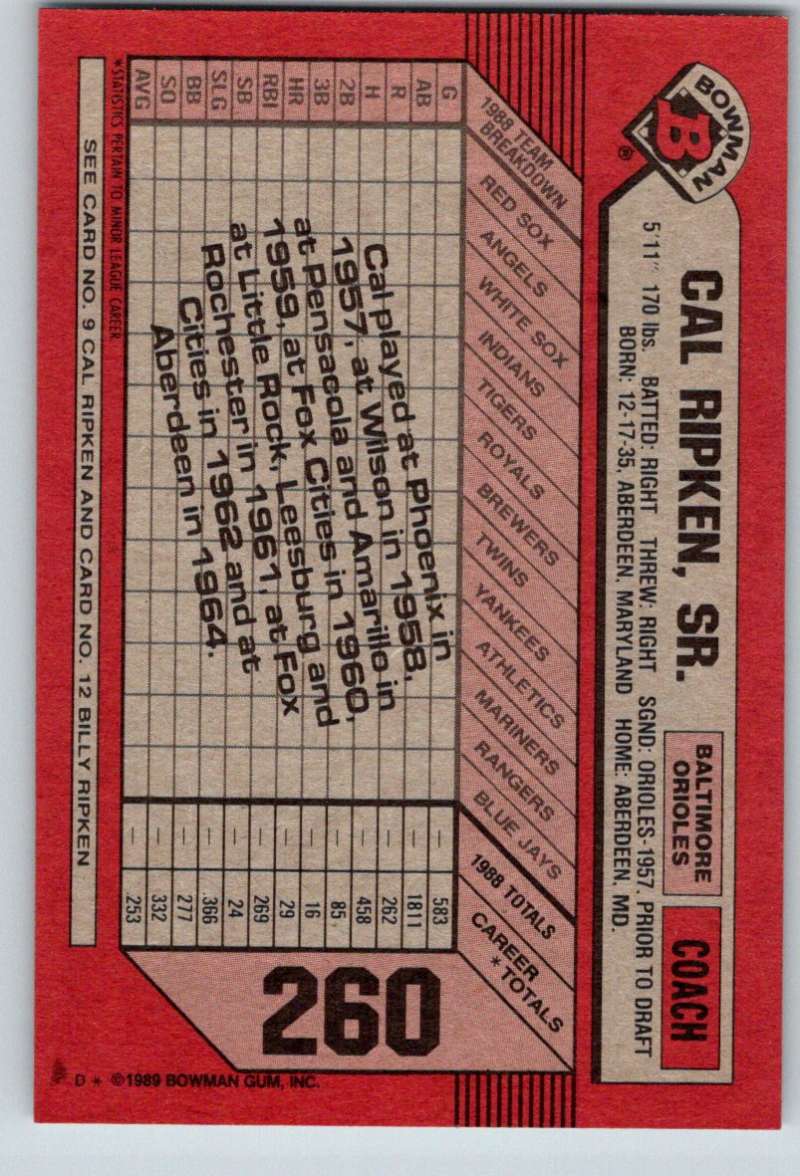 BOWMAN
B
®
CAL RIPKEN, SR.
BALTIMORE
ORIOLES
COACH
5'11" 170 lbs. BATTED: RIGHT THREW: RIGHT SGND: ORIOLES-1957, PRIOR TO DRAFT
BORN: 12-17-35, ABERDEEN, MARYLAND HOME: ABERDEEN, MD.
1988 TEAM
BREAKDOWN
RED SOX
ANGELS
WHITE SOX
INDIANS
TIGERS
ROYALS
BREWERS
TWINS
YANKEES
ATHLETICS
MARINERS
RANGERS
BLUE JAYS
1988 TOTALS
CAREER
* TOTALS
G — 583
AB — 1811
R — 262
H — 458
2B — 85
3B — 16
HR — 29
RBI — 269
SB — 24
SLG — .366
BB — 277
SO — 332
AVG — .253
Cal played at Phoenix in
1957, at Wilson in 1958,
at Pensacola and Amarillo in
1959, at Fox Cities in 1960,
at Little Rock, Leesburg and
Rochester in 1961, at Fox
Cities in 1962 and at
Aberdeen in 1964.
260
*STATISTICS PERTAIN TO MINOR LEAGUE CAREER.
SEE CARD NO. 9 CAL RIPKEN AND CARD NO. 12 BILLY RIPKEN
D * ©1989 BOWMAN GUM, INC.